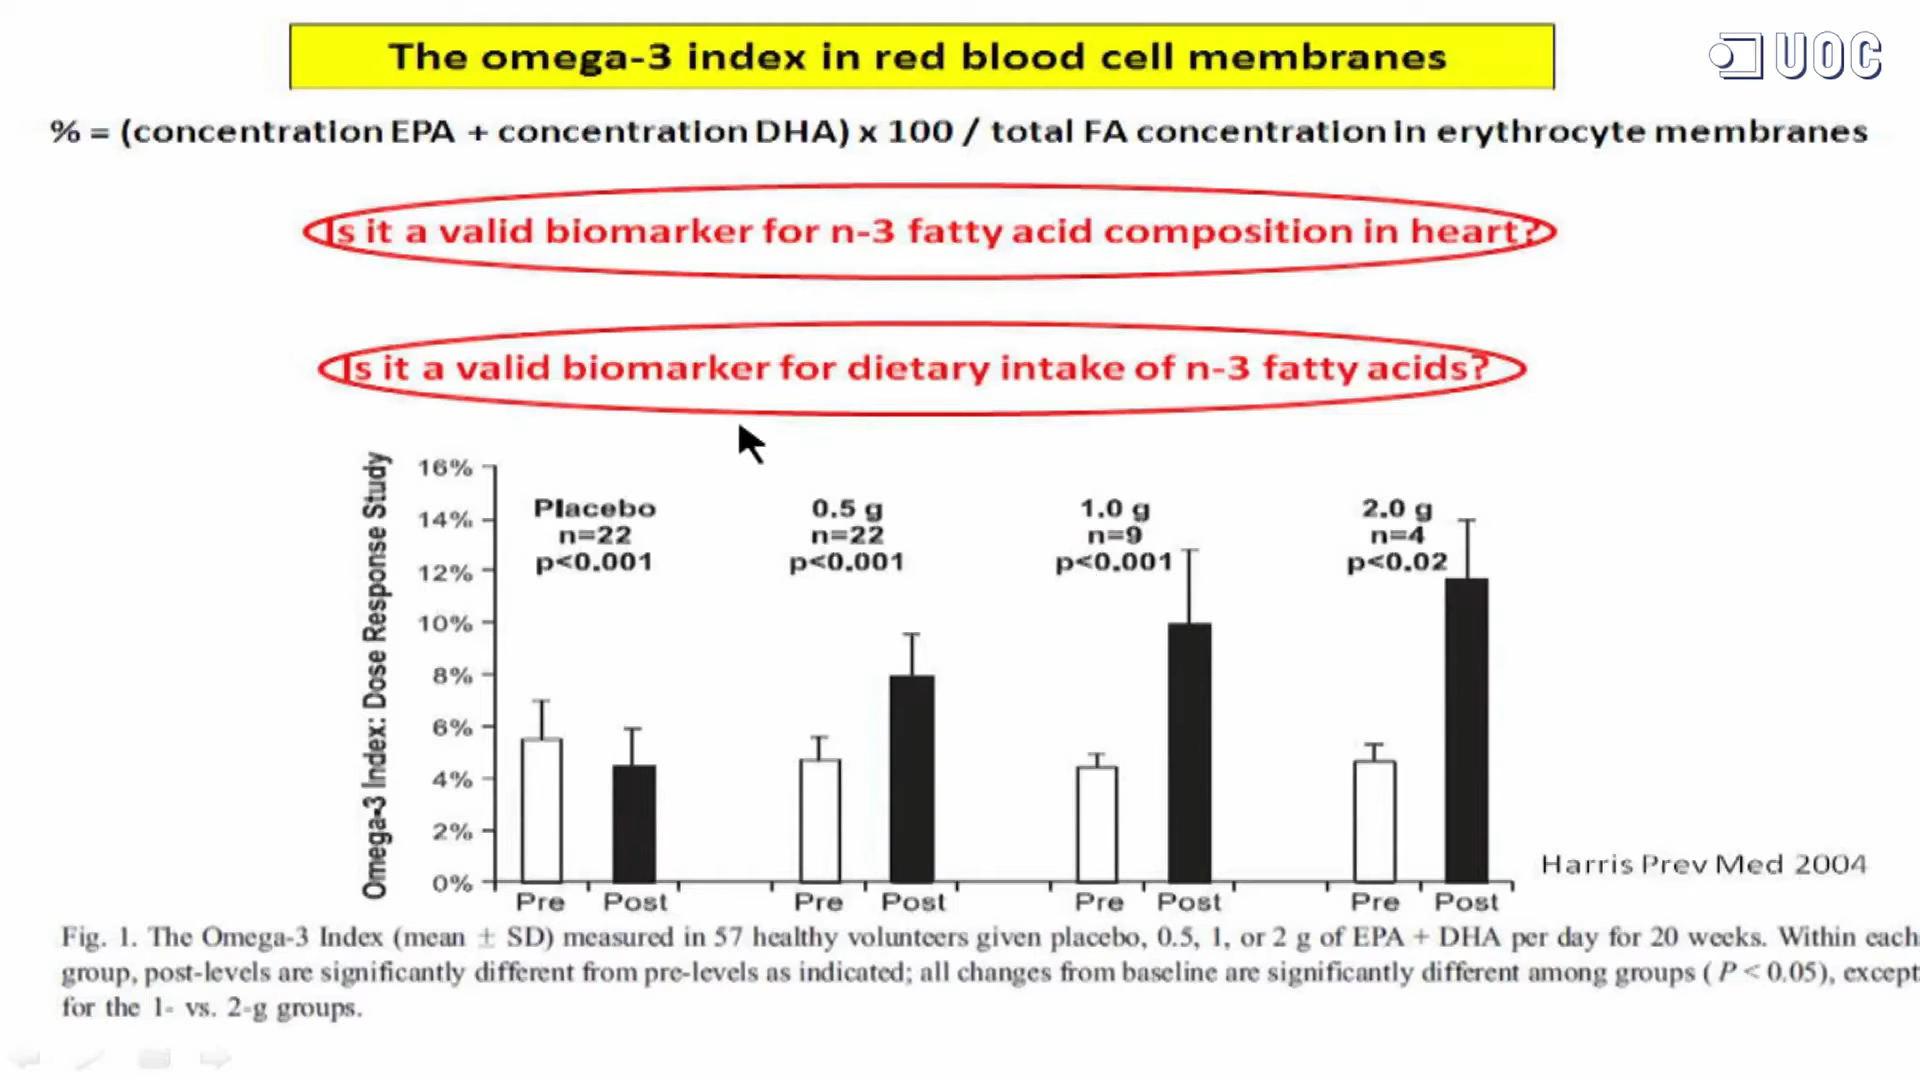 The omega-3 index in red blood cell membranes
UOC
% = (concentration EPA + concentration DHA) x 100 / total FA concentration in erythrocyte membranes
Is it a valid biomarker for n-3 fatty acid composition in heart?
Is it a valid biomarker for dietary intake of n-3 fatty acids?
Omega-3 Index: Dose Response Study
16%
14%
12%
10%
8%
6%
4%
2%
0%
Placebo
n=22
p<0.001
0.5 g
n=22
p<0.001
1.0 g
n=9
p<0.001
2.0 g
n=4
p<0.02
Pre Post Pre Post Pre Post Pre Post
Harris Prev Med 2004
Fig. 1. The Omega-3 Index (mean ± SD) measured in 57 healthy volunteers given placebo, 0.5, 1, or 2 g of EPA + DHA per day for 20 weeks. Within each
group, post-levels are significantly different from pre-levels as indicated; all changes from baseline are significantly different among groups (P < 0.05), except
for the 1- vs. 2-g groups.